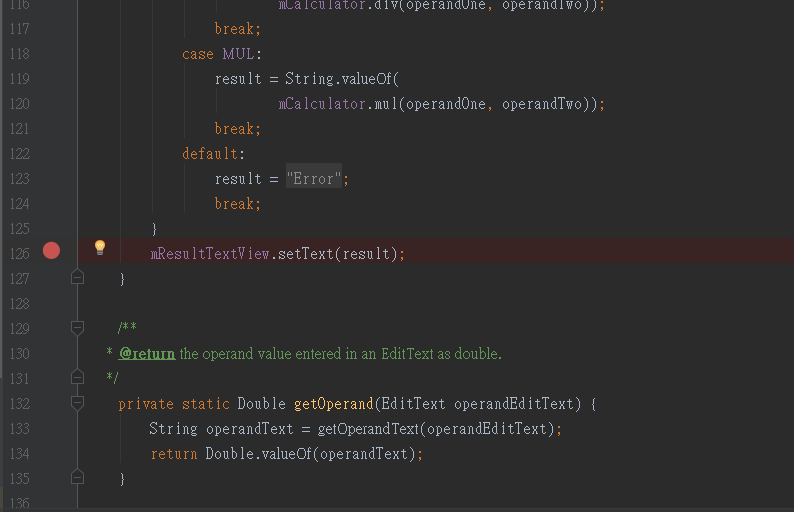 116 mCalculator.div(operandOne, operandTwo));
117 break;
118 case MUL:
119 result = String.valueOf(
120 mCalculator.mul(operandOne, operandTwo));
121 break;
122 default:
123 result = "Error";
124 break;
125 }
126 mResultTextView.setText(result);
127 }
128
129 /**
130 * @return the operand value entered in an EditText as double.
131 */
132 private static Double getOperand(EditText operandEditText) {
133 String operandText = getOperandText(operandEditText);
134 return Double.valueOf(operandText);
135 }
136